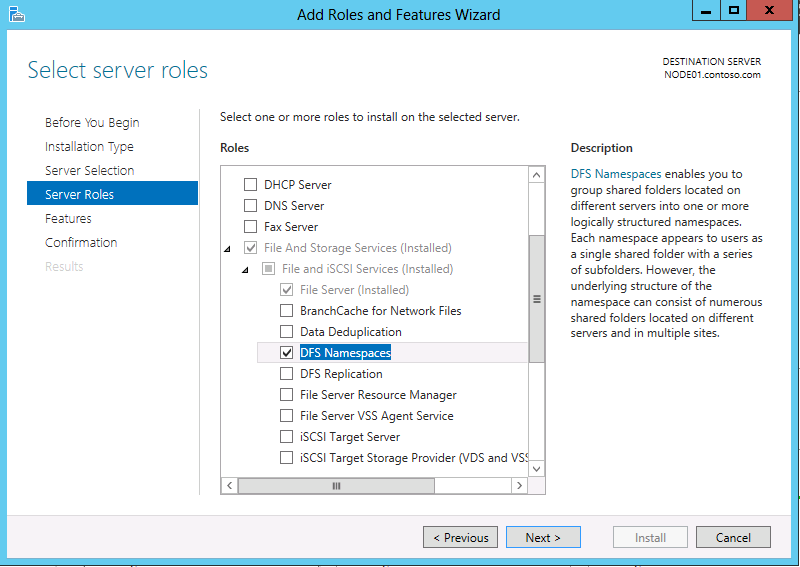 Add Roles and Features Wizard
Select server roles
DESTINATION SERVER
NODE01.contoso.com
Before You Begin
Installation Type
Server Selection
Server Roles
Features
Confirmation
Results
Select one or more roles to install on the selected server.
Roles
DHCP Server
DNS Server
Fax Server
File And Storage Services (Installed)
File and iSCSI Services (Installed)
File Server (Installed)
BranchCache for Network Files
Data Deduplication
DFS Namespaces
DFS Replication
File Server Resource Manager
File Server VSS Agent Service
iSCSI Target Server
iSCSI Target Storage Provider (VDS and VSS
Description
DFS Namespaces enables you to
group shared folders located on
different servers into one or more
logically structured namespaces.
Each namespace appears to users as
a single shared folder with a series
of subfolders. However, the
underlying structure of the
namespace can consist of numerous
shared folders located on different
servers and in multiple sites.
< Previous
Next >
Install
Cancel